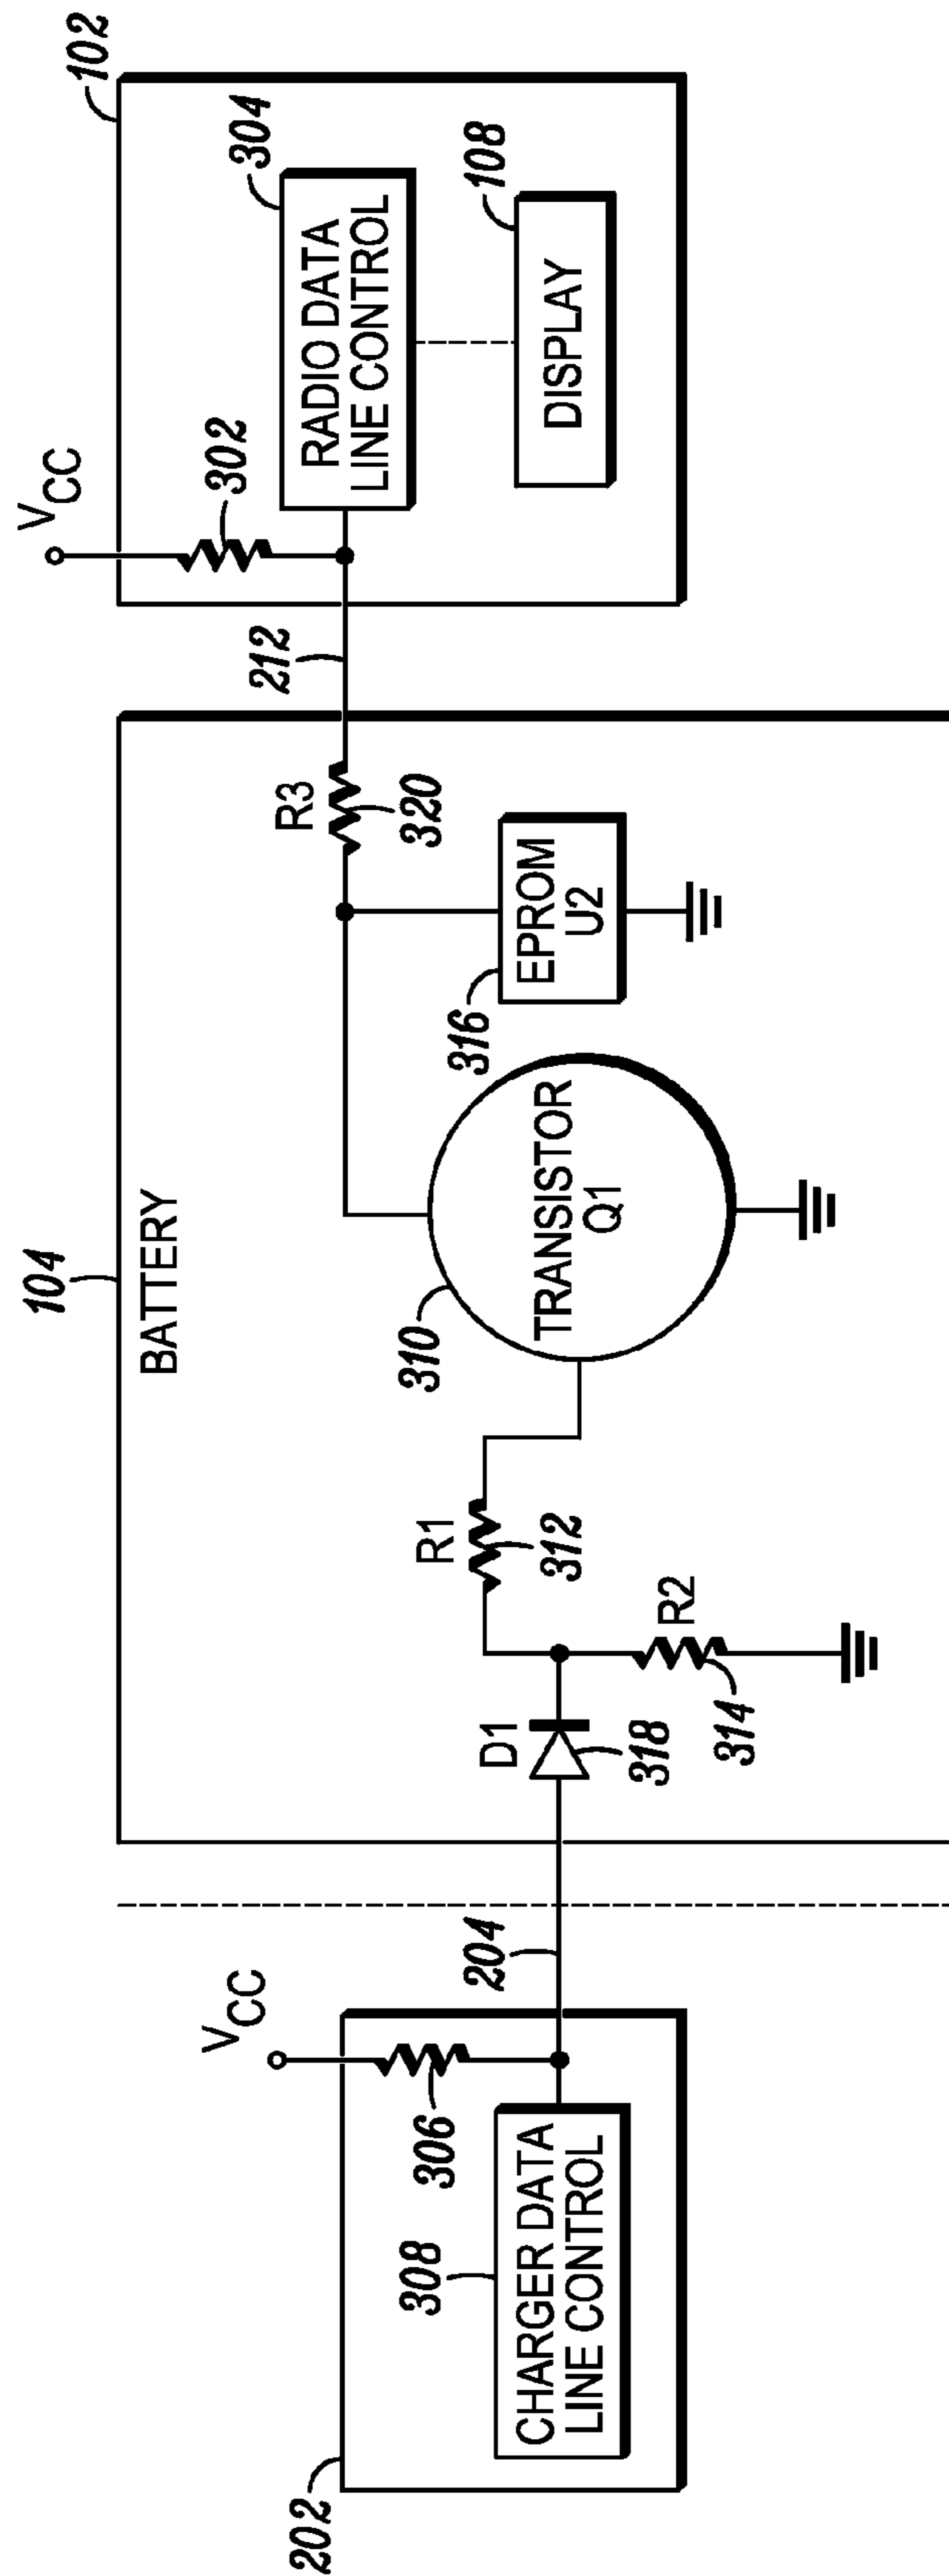 104
BATTERY
202
308
CHARGER DATA
LINE CONTROL
306
VCC
204
D1
318
R2
314
R1
312
310
TRANSISTOR
Q1
316
EPROM
U2
R3
320
212
VCC
302
304
RADIO DATA
LINE CONTROL
108
DISPLAY
102